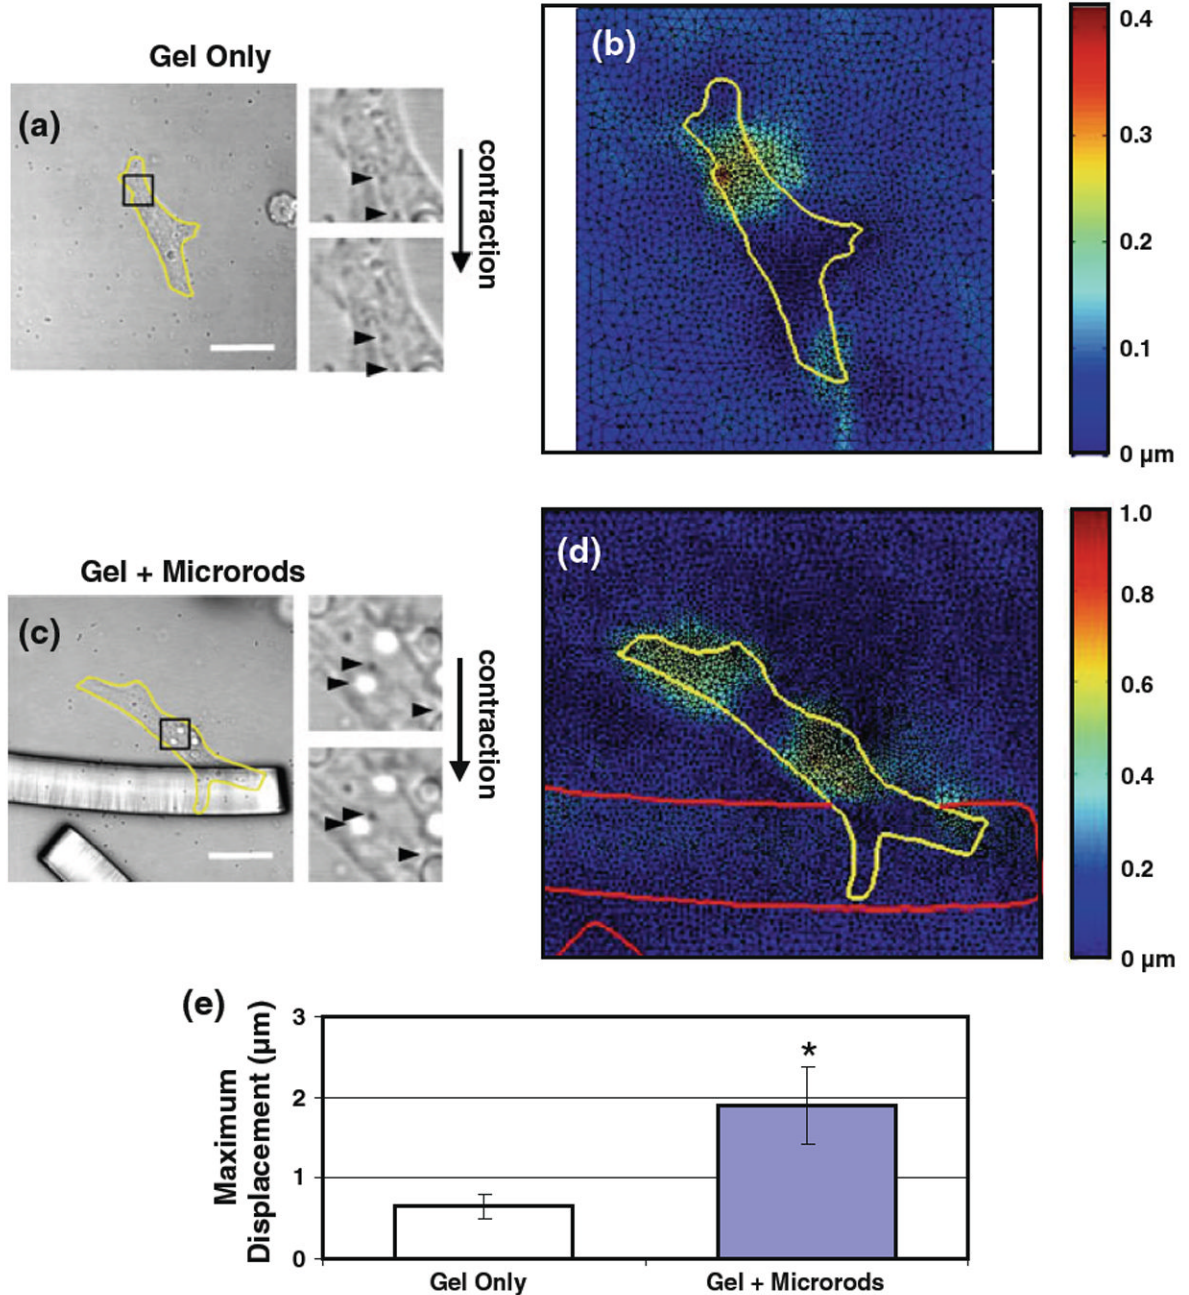 Gel Only
(a)
contraction
(b)
0.4
0.3
0.2
0.1
0 μm
Gel + Microrods
(c)
contraction
(d)
1.0
0.8
0.6
0.4
0.2
0 μm
(e)
Maximum
Displacement (μm)
3
2
1
0
*
Gel Only
Gel + Microrods